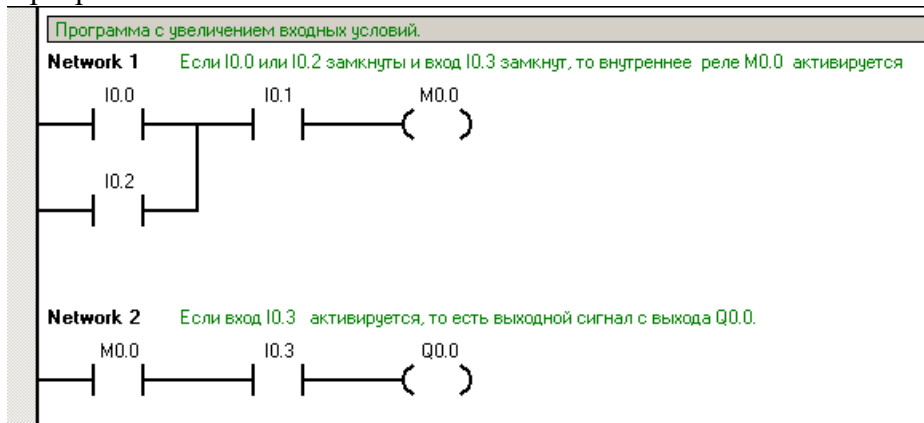 Программа с увеличением входных условий.
Network 1 Если I0.0 или I0.2 замкнуты и вход I0.3 замкнут, то внутреннее реле M0.0 активируется
I0.0 I0.1 M0.0
I0.2
Network 2 Если вход I0.3 активируется, то есть выходной сигнал с выхода Q0.0.
M0.0 I0.3 Q0.0